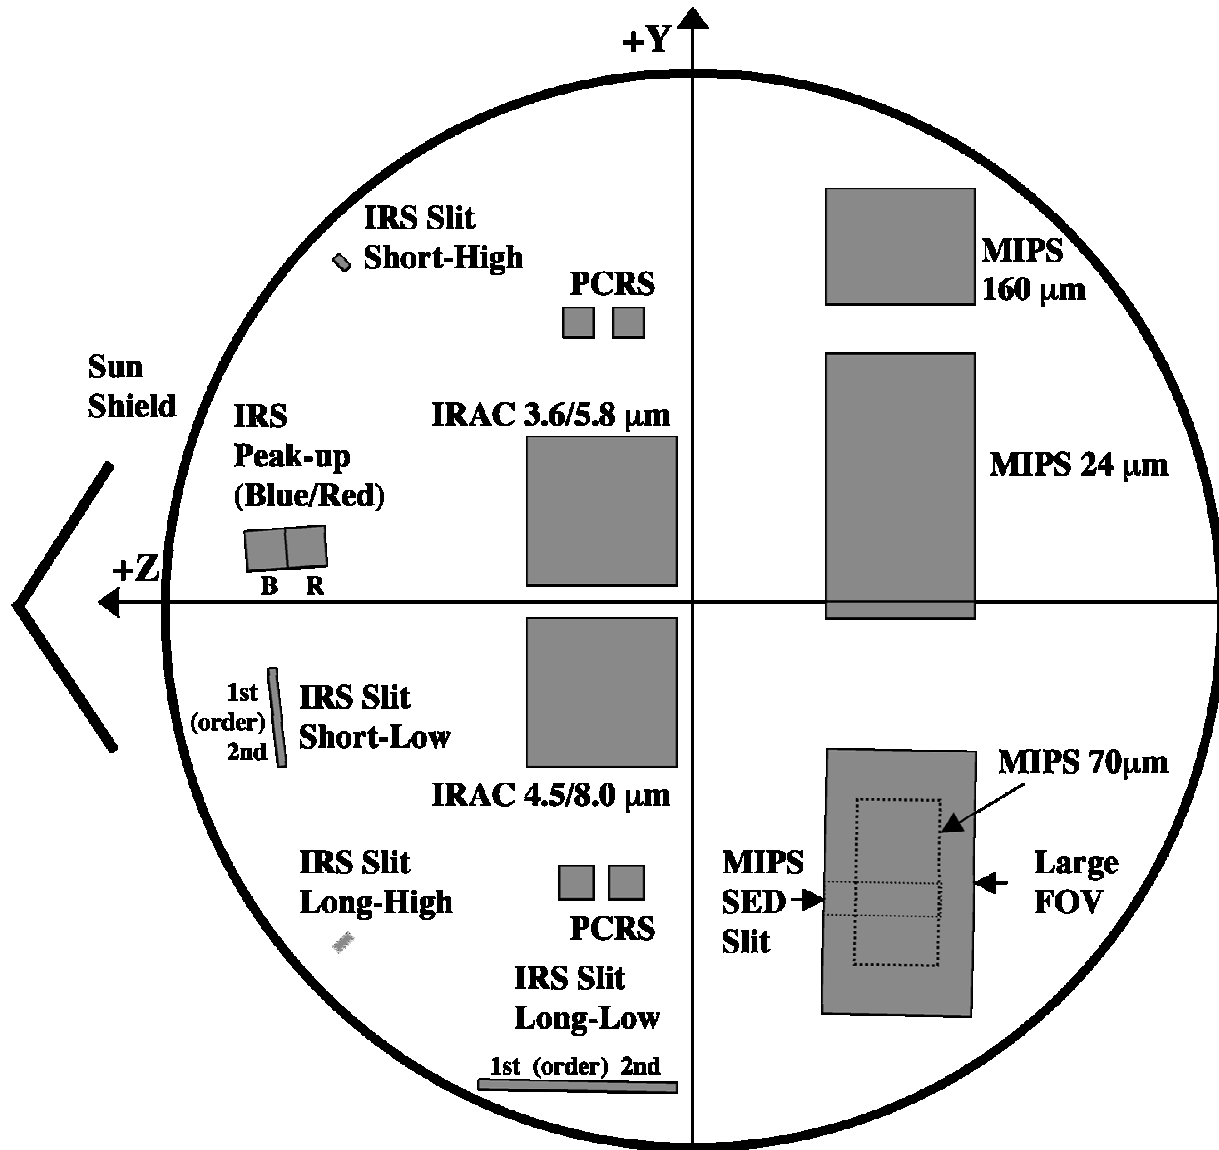 +Y
IRS Slit
Short-High
PCRS
MIPS
160 μm
Sun
Shield
IRS
Peak-up
(Blue/Red)
IRAC 3.6/5.8 μm
MIPS 24 μm
+Z
B R
1st
(order)
2nd
IRS Slit
Short-Low
IRAC 4.5/8.0 μm
MIPS 70μm
IRS Slit
Long-High
MIPS
SED
Slit
Large
FOV
PCRS
IRS Slit
Long-Low
1st (order) 2nd